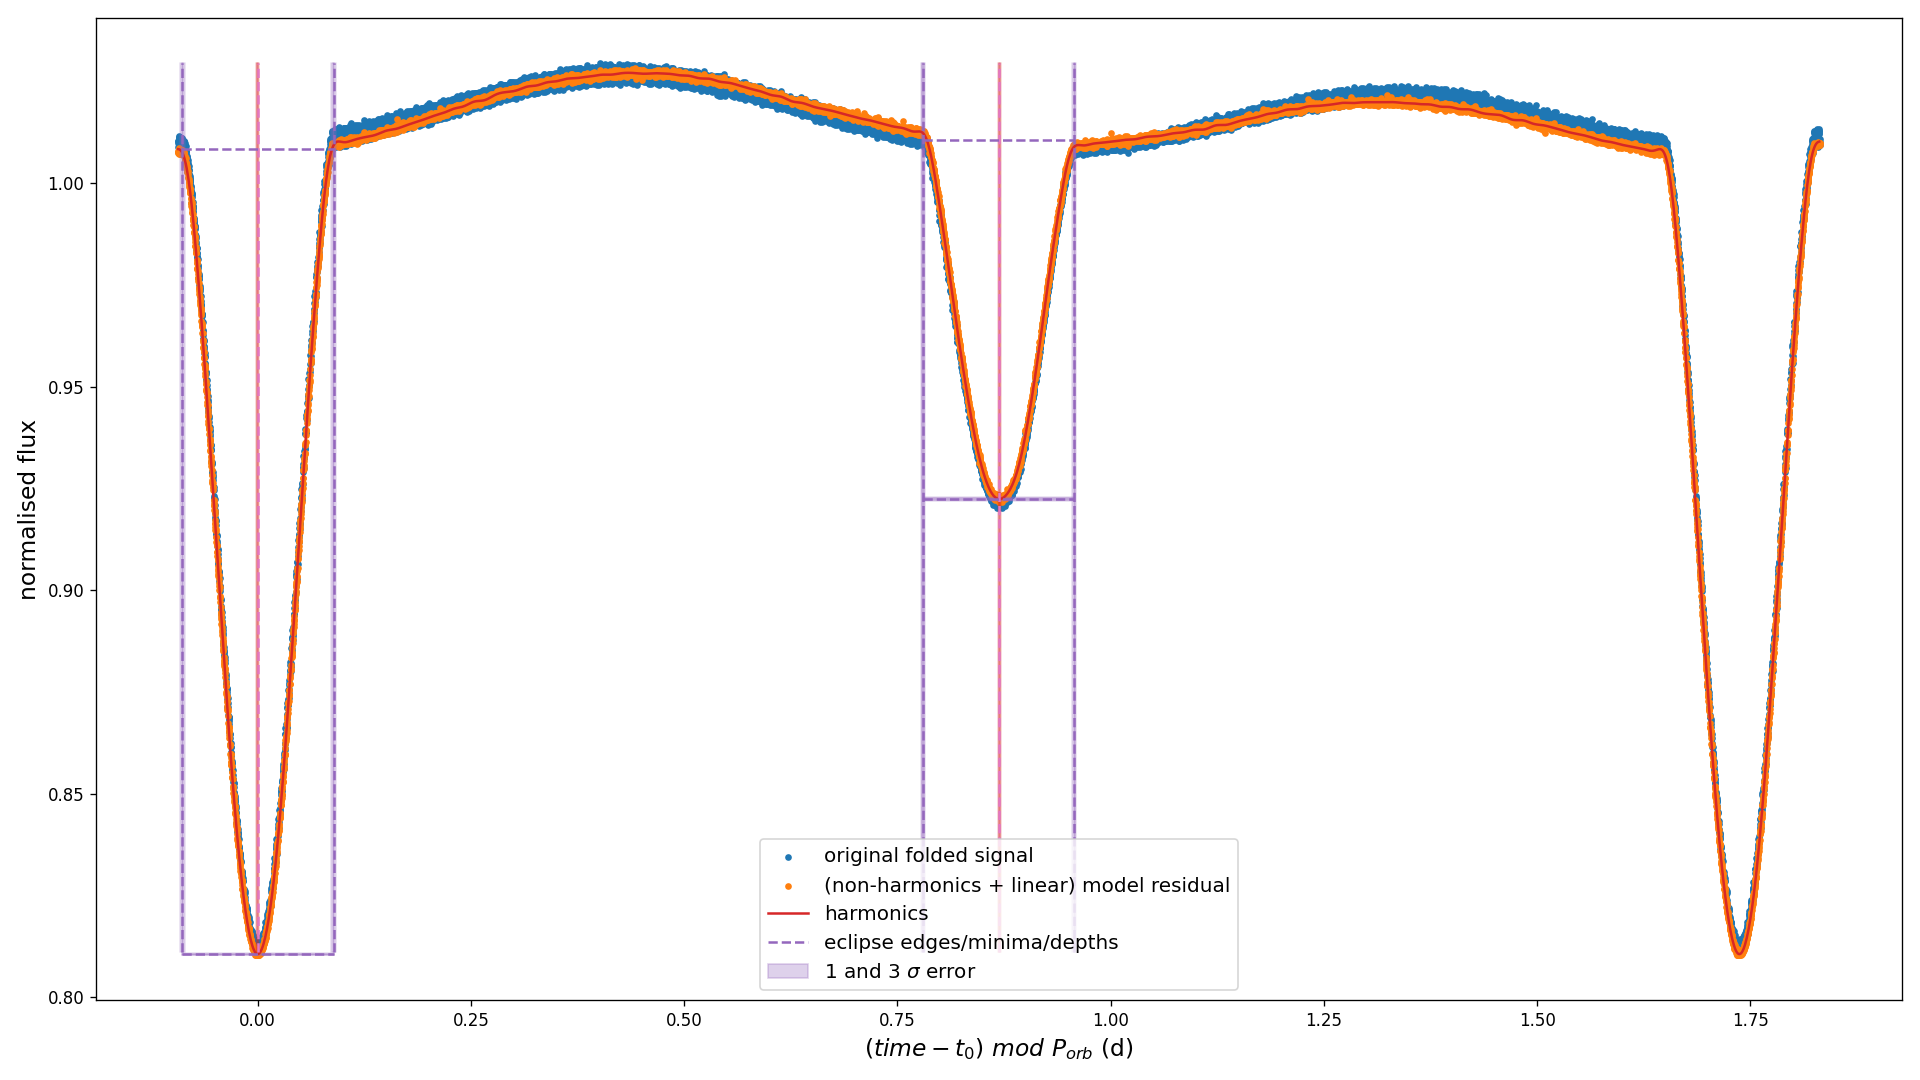 normalised flux
1.00
0.95
0.90
0.85
0.80
original folded signal
(non-harmonics + linear) model residual
harmonics
eclipse edges/minima/depths
1 and 3 σ error
0.00 0.25 0.50 0.75 1.00 1.25 1.50 1.75
(time − t₀) mod P_orb (d)